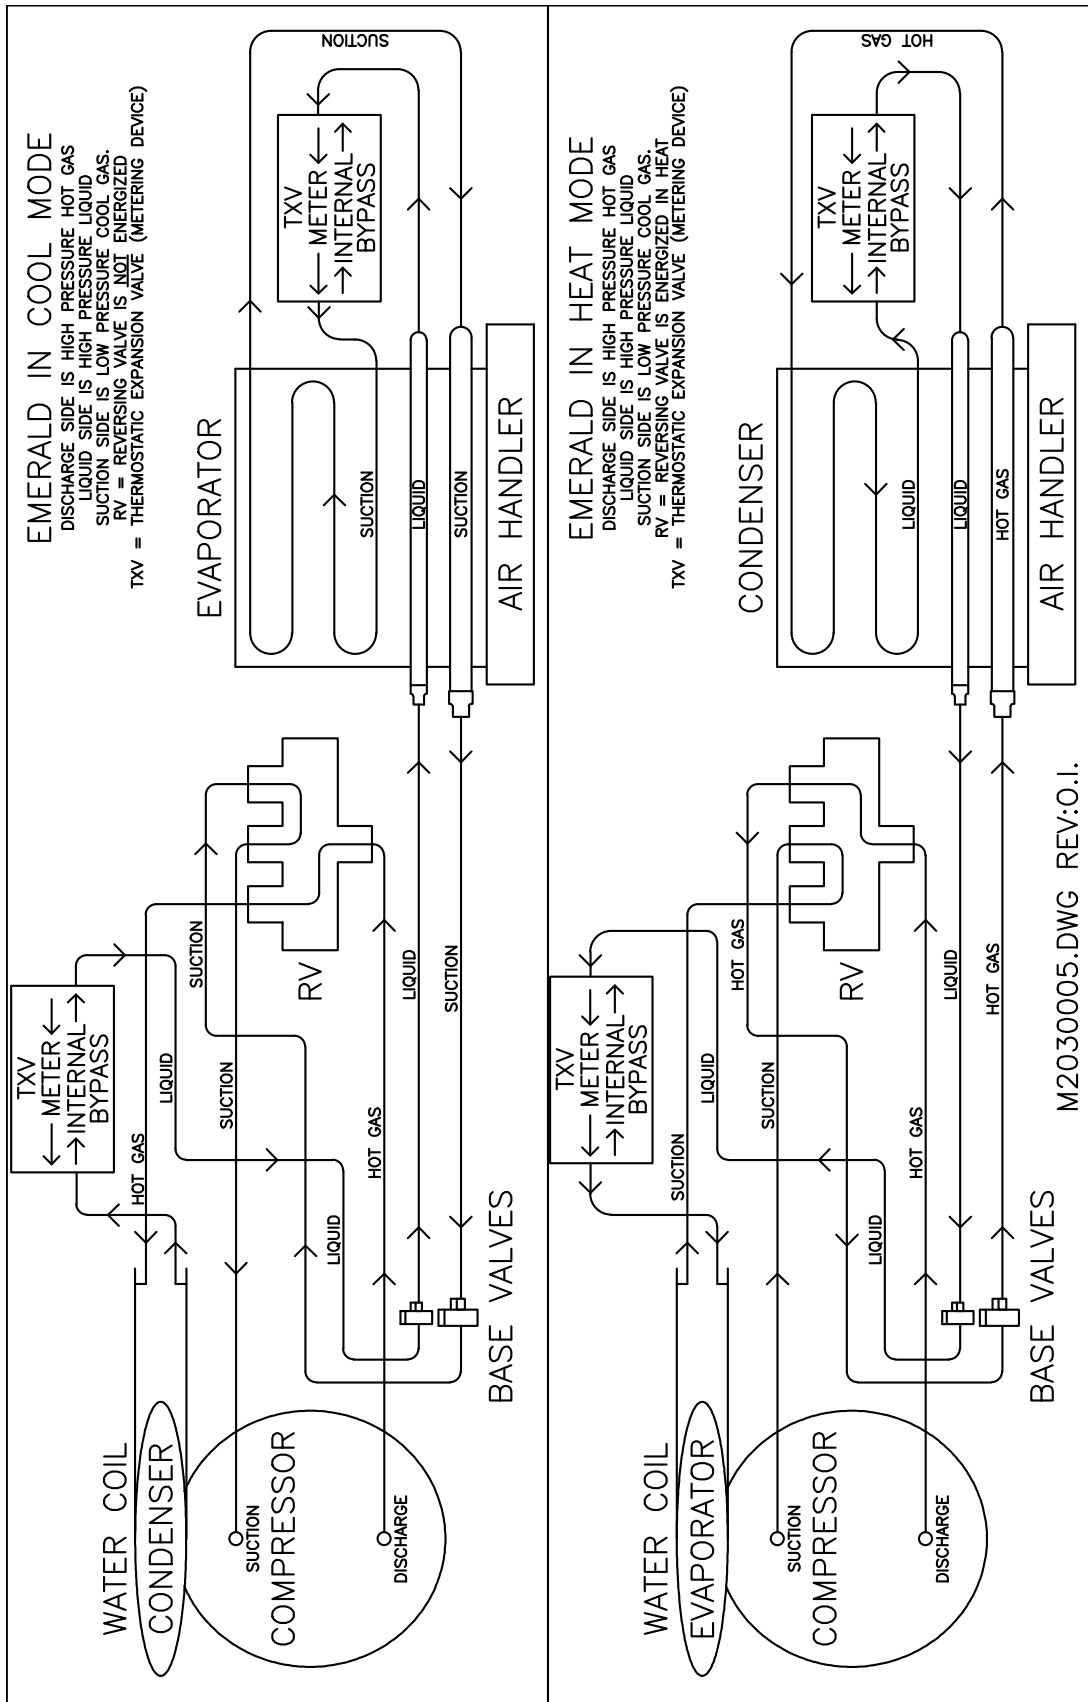 EMERALD IN COOL MODE
DISCHARGE SIDE IS HIGH PRESSURE HOT GAS
LIQUID SIDE IS HIGH PRESSURE LIQUID
SUCTION SIDE IS LOW PRESSURE COOL GAS.
RV = REVERSING VALVE IS NOT ENERGIZED
TXV = THERMOSTATIC EXPANSION VALVE (METERING DEVICE)
WATER COIL
CONDENSER
SUCTION
COMPRESSOR
DISCHARGE
TXV
METER
INTERNAL
BYPASS
HOT GAS
LIQUID
SUCTION
SUCTION
LIQUID
HOT GAS
RV
LIQUID
SUCTION
BASE VALVES
EVAPORATOR
SUCTION
LIQUID
SUCTION
AIR HANDLER
TXV
METER
INTERNAL
BYPASS
SUCTION
EMERALD IN HEAT MODE
DISCHARGE SIDE IS HIGH PRESSURE HOT GAS
LIQUID SIDE IS HIGH PRESSURE LIQUID
SUCTION SIDE IS LOW PRESSURE COOL GAS.
RV = REVERSING VALVE IS ENERGIZED IN HEAT
TXV = THERMOSTATIC EXPANSION VALVE (METERING DEVICE)
WATER COIL
EVAPORATOR
SUCTION
COMPRESSOR
DISCHARGE
TXV
METER
INTERNAL
BYPASS
SUCTION
LIQUID
HOT GAS
SUCTION
LIQUID
HOT GAS
RV
LIQUID
HOT GAS
BASE VALVES
CONDENSER
LIQUID
LIQUID
HOT GAS
AIR HANDLER
TXV
METER
INTERNAL
BYPASS
HOT GAS
M2030005.DWG REV:0.I.